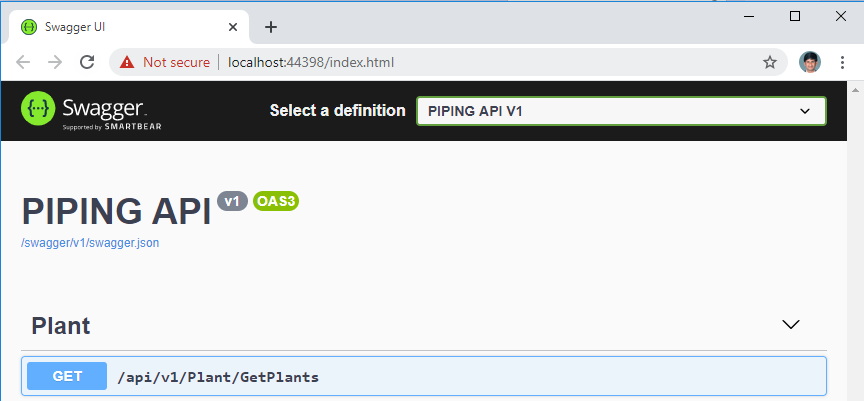 Swagger UI
Not secure | localhost:44398/index.html
Swagger
Supported by SMARTBEAR
Select a definition
PIPING API V1
PIPING API v1 OAS3
/swagger/v1/swagger.json
Plant
GET /api/v1/Plant/GetPlants